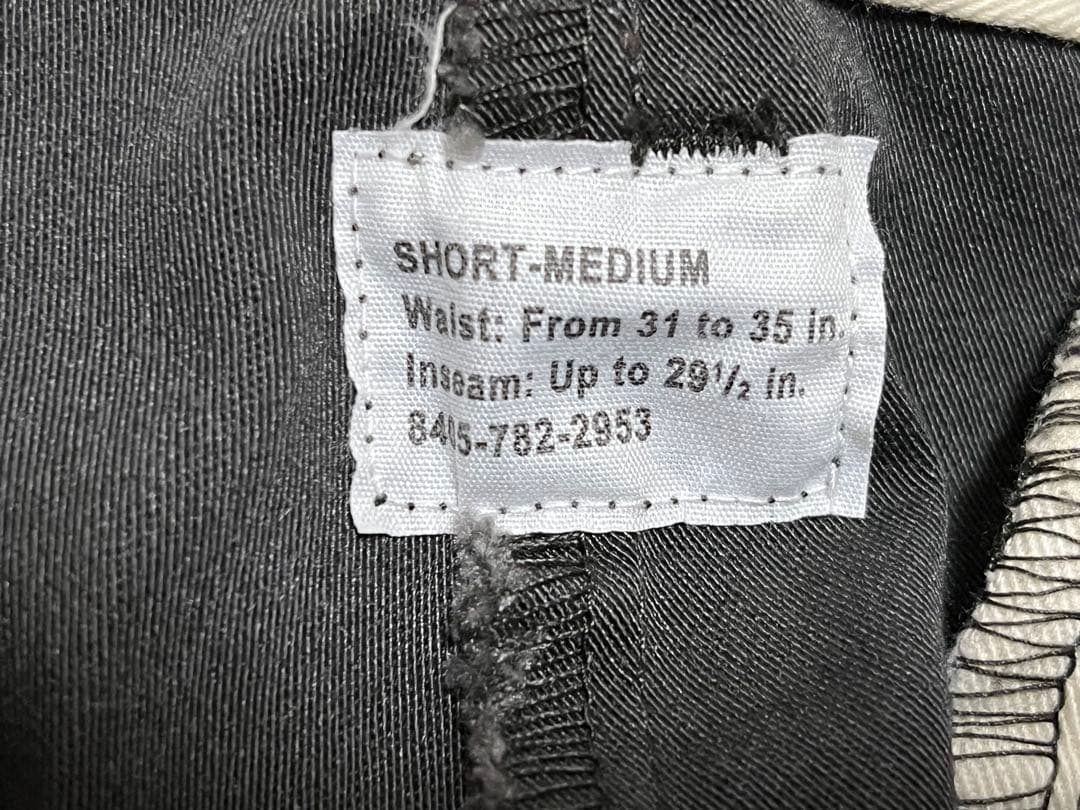 SHORT-MEDIUM
Waist: From 31 to 35 in.
Inseam: Up to 29½ in.
8405-782-2953